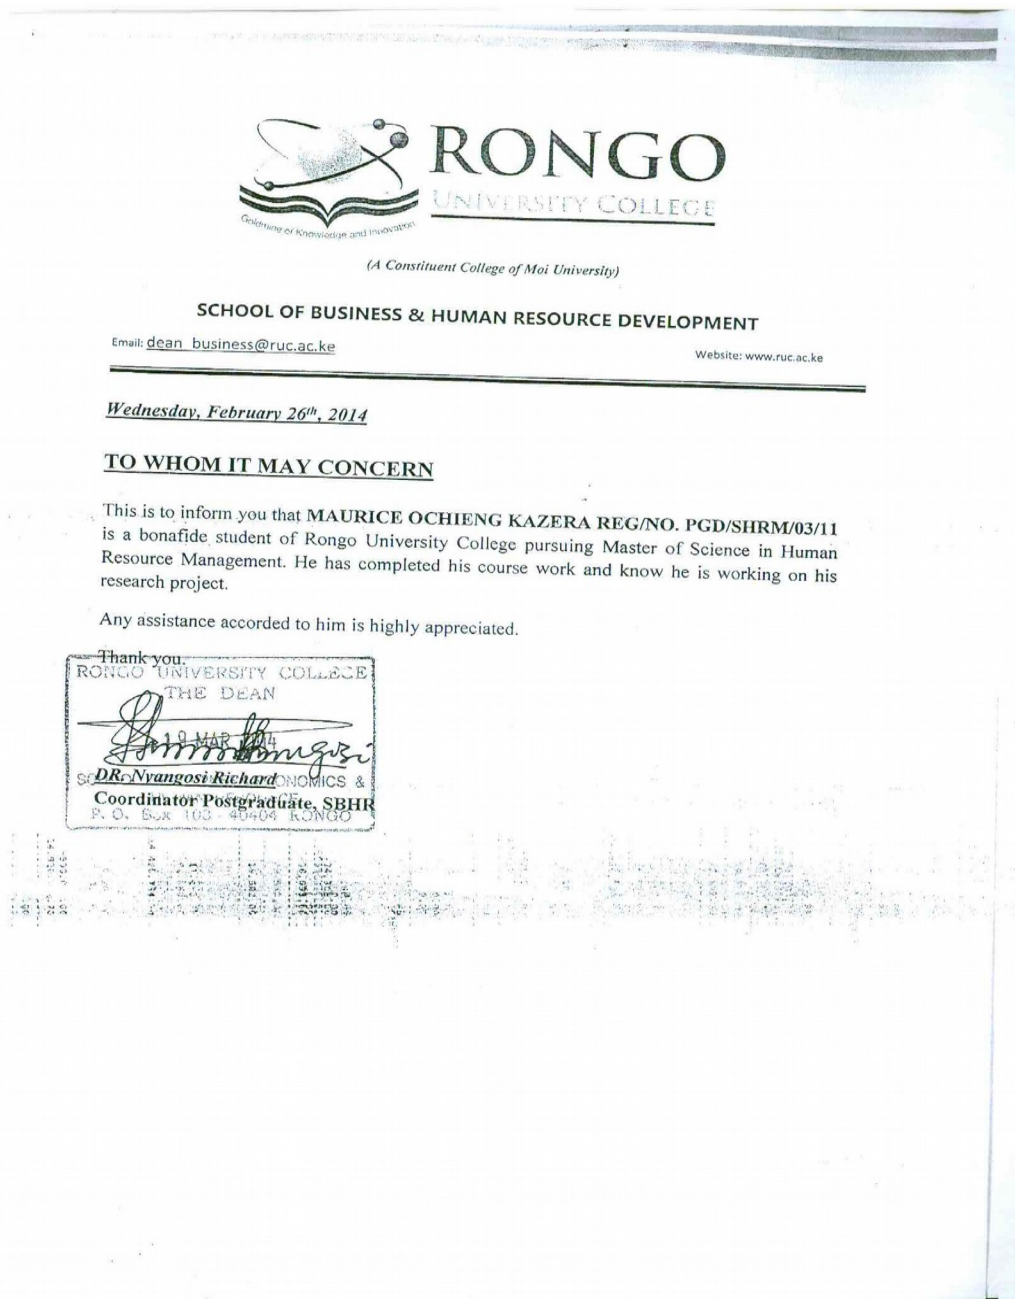 RONGO
UNIVERSITY COLLEGE
Goldmine of Knowledge and Innovation
(A Constituent College of Moi University)
SCHOOL OF BUSINESS & HUMAN RESOURCE DEVELOPMENT
Email: dean_business@ruc.ac.ke
Website: www.ruc.ac.ke
Wednesday, February 26th, 2014
TO WHOM IT MAY CONCERN
This is to inform you that MAURICE OCHIENG KAZERA REG/NO. PGD/SHRM/03/11
is a bonafide student of Rongo University College pursuing Master of Science in Human
Resource Management. He has completed his course work and know he is working on his
research project.
Any assistance accorded to him is highly appreciated.
Thank you.
RONGO UNIVERSITY COLLEGE
THE DEAN
19 MAR
DR. Nyangosi Richard
Coordinator Postgraduate, SBHR
P. O. Box 103 - 40404 RONGO